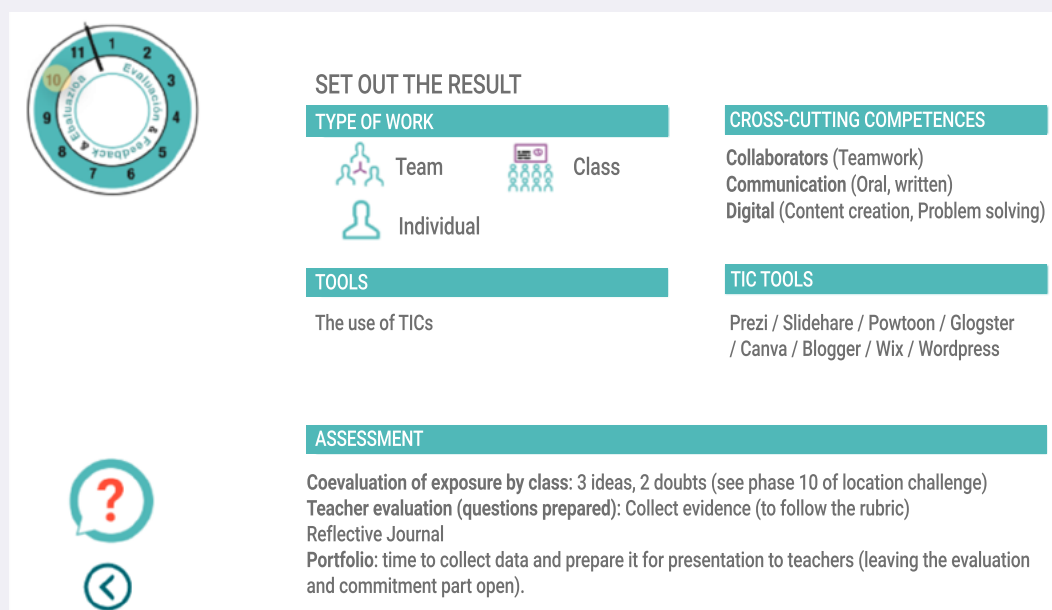 11 1 2 3 4 5 6 7 8 9 10
Evaluación & Feedback & Ebaluazioa
SET OUT THE RESULT
TYPE OF WORK
Team
Class
Individual
CROSS-CUTTING COMPETENCES
Collaborators (Teamwork)
Communication (Oral, written)
Digital (Content creation, Problem solving)
TOOLS
The use of TICs
TIC TOOLS
Prezi / Slidehare / Powtoon / Glogster
/ Canva / Blogger / Wix / Wordpress
ASSESSMENT
Coevaluation of exposure by class: 3 ideas, 2 doubts (see phase 10 of location challenge)
Teacher evaluation (questions prepared): Collect evidence (to follow the rubric)
Reflective Journal
Portfolio: time to collect data and prepare it for presentation to teachers (leaving the evaluation
and commitment part open).
?